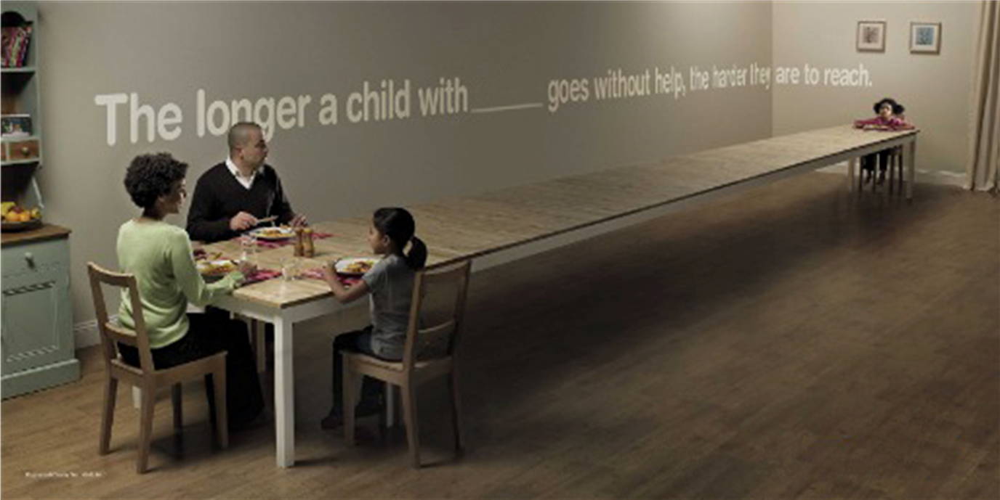 The longer a child with _____ goes without help, the harder they are to reach.